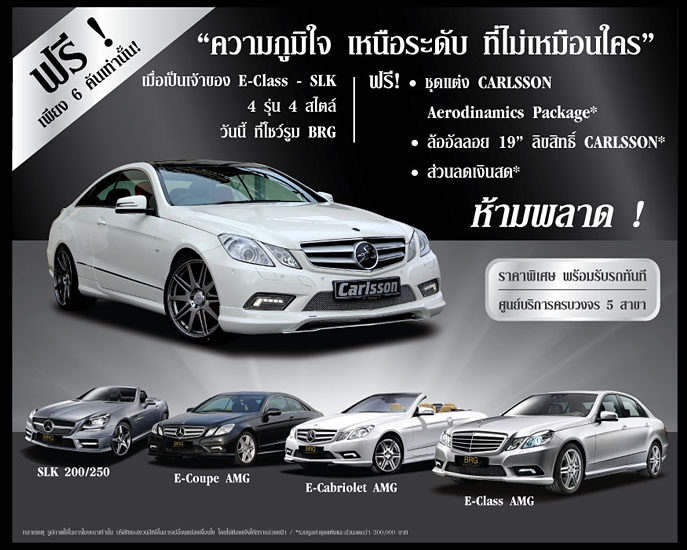 ฟรี !
เพียง 6 คันเท่านั้น!
“ความภูมิใจ เหนือระดับ ที่ไม่เหมือนใคร”
เมื่อเป็นเจ้าของ E-Class - SLK
4 รุ่น 4 สไตล์
วันนี้ ที่โชว์รูม BRG
ฟรี! • ชุดแต่ง CARLSSON
Aerodinamics Package*
• ล้ออัลลอย 19” ลิขสิทธิ์ CARLSSON*
• ส่วนลดเงินสด*
ห้ามพลาด !
ราคาพิเศษ พร้อมรับรถทันที
ศูนย์บริการครบวงจร 5 สาขา
Carlsson
BRG
BRG
BRG
BRG
SLK 200/250
E-Coupe AMG
E-Cabriolet AMG
E-Class AMG